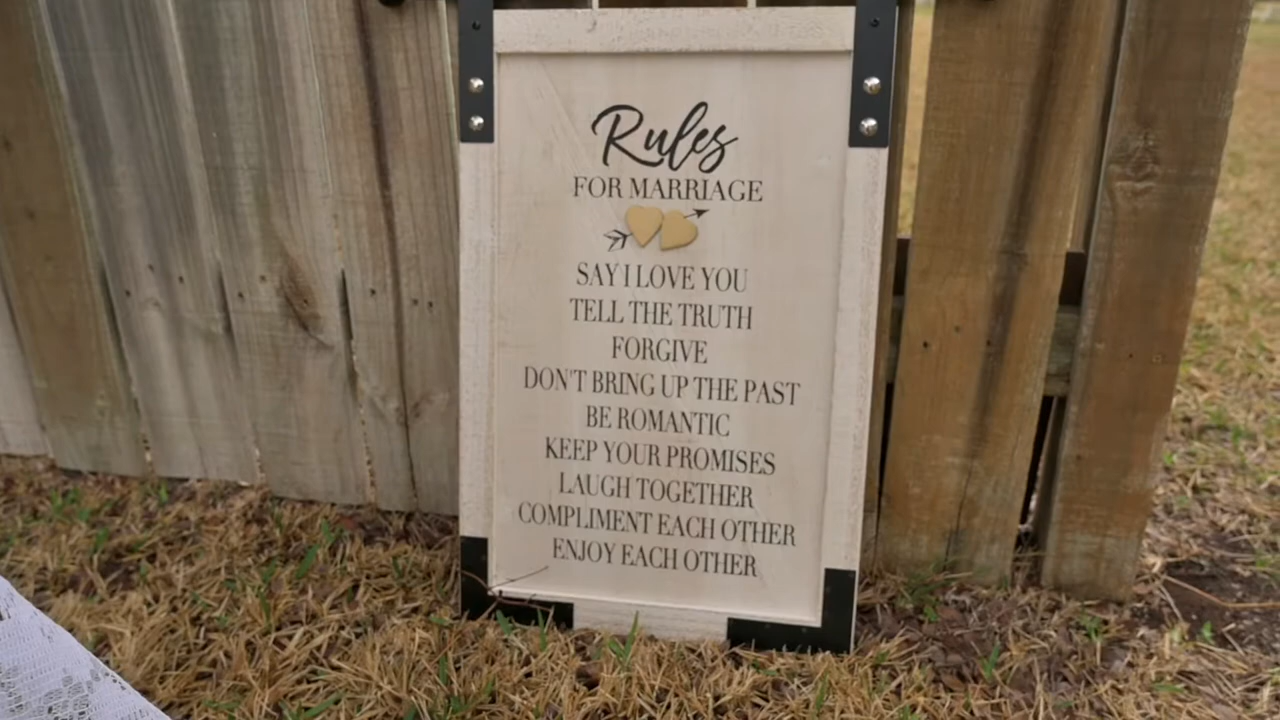 Rules
FOR MARRIAGE
SAY I LOVE YOU
TELL THE TRUTH
FORGIVE
DON'T BRING UP THE PAST
BE ROMANTIC
KEEP YOUR PROMISES
LAUGH TOGETHER
COMPLIMENT EACH OTHER
ENJOY EACH OTHER